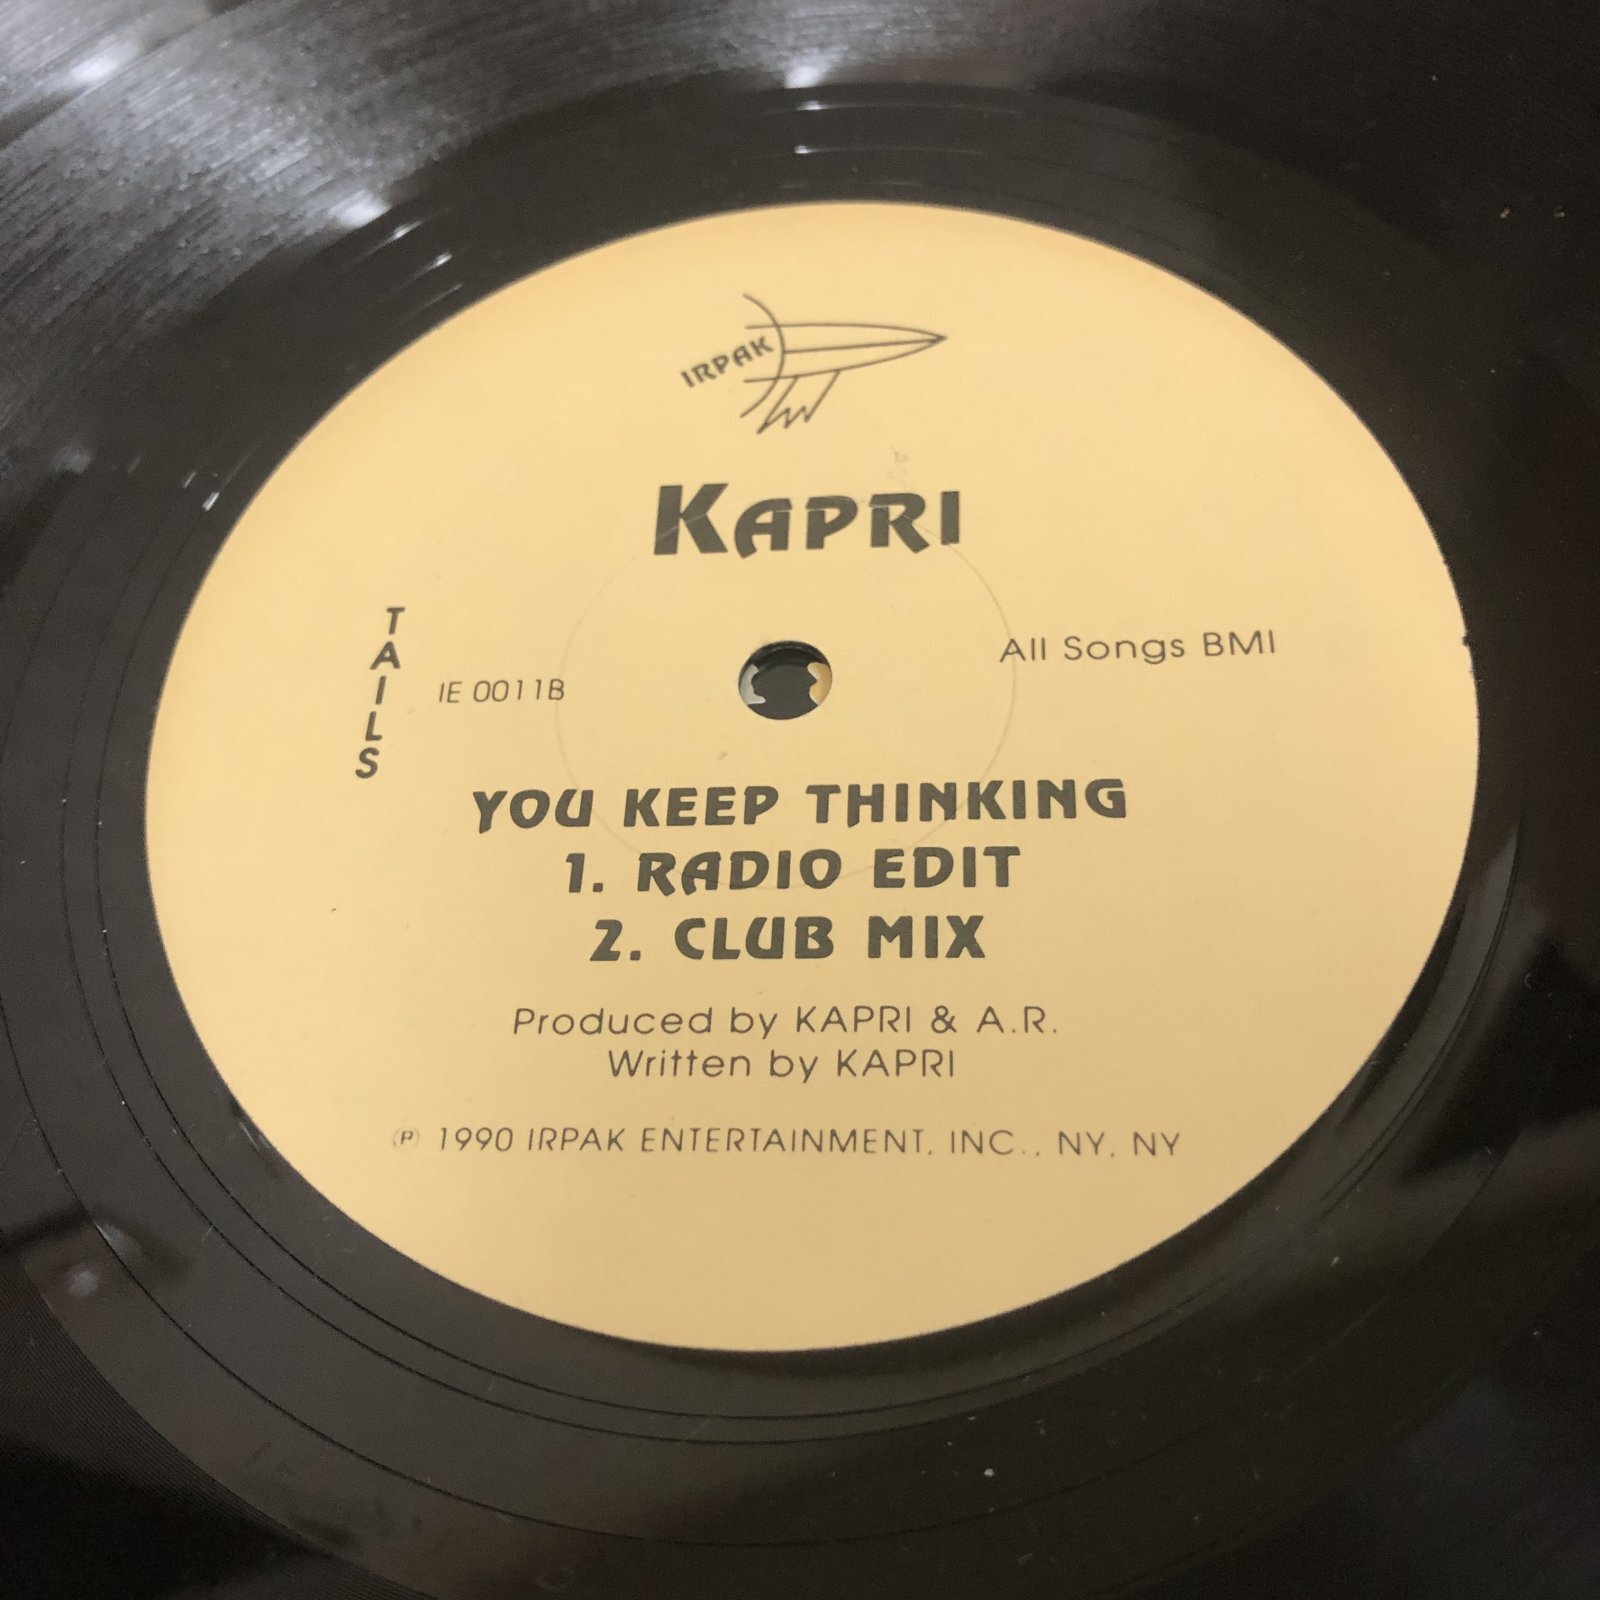 IRPAK
KAPRI
TAILS
IE 0011B
All Songs BMI
YOU KEEP THINKING
1. RADIO EDIT
2. CLUB MIX
Produced by KAPRI & A.R.
Written by KAPRI
℗ 1990 IRPAK ENTERTAINMENT, INC., NY, NY